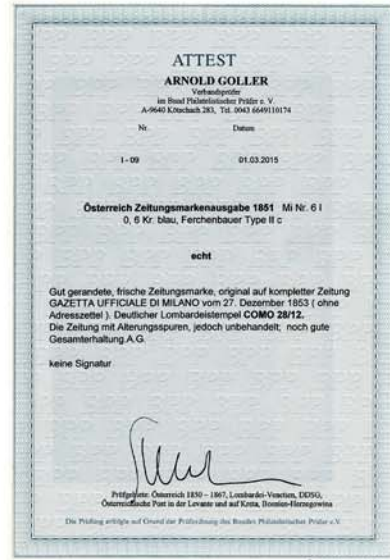 ATTEST
ARNOLD GOLLER
Verbandsprüfer
im Bund Philatelistischer Prüfer e. V.
A-9640 Kötschach 283, Tel. 0043 6649110174
Nr. Datum
I - 09 01.03.2015
Österreich Zeitungsmarkenausgabe 1851 Mi Nr. 6 I
0, 6 Kr. blau, Ferchenbauer Type II c
echt
Gut gerandete, frische Zeitungsmarke, original auf kompletter Zeitung
GAZETTA UFFICIALE DI MILANO vom 27. Dezember 1853 ( ohne
Adresszettel ). Deutlicher Lombardeistempel COMO 28/12.
Die Zeitung mit Alterungsspuren, jedoch unbehandelt; noch gute
Gesamterhaltung.A.G.
keine Signatur
Prüfgebiete: Österreich 1850 – 1867, Lombardei-Venetien, DDSG,
Österreichische Post in der Levante und auf Kreta, Bosnien-Herzegowina
Die Prüfung erfolgte auf Grund der Prüfordnung des Bundes Philatelistischer Prüfer e.V.